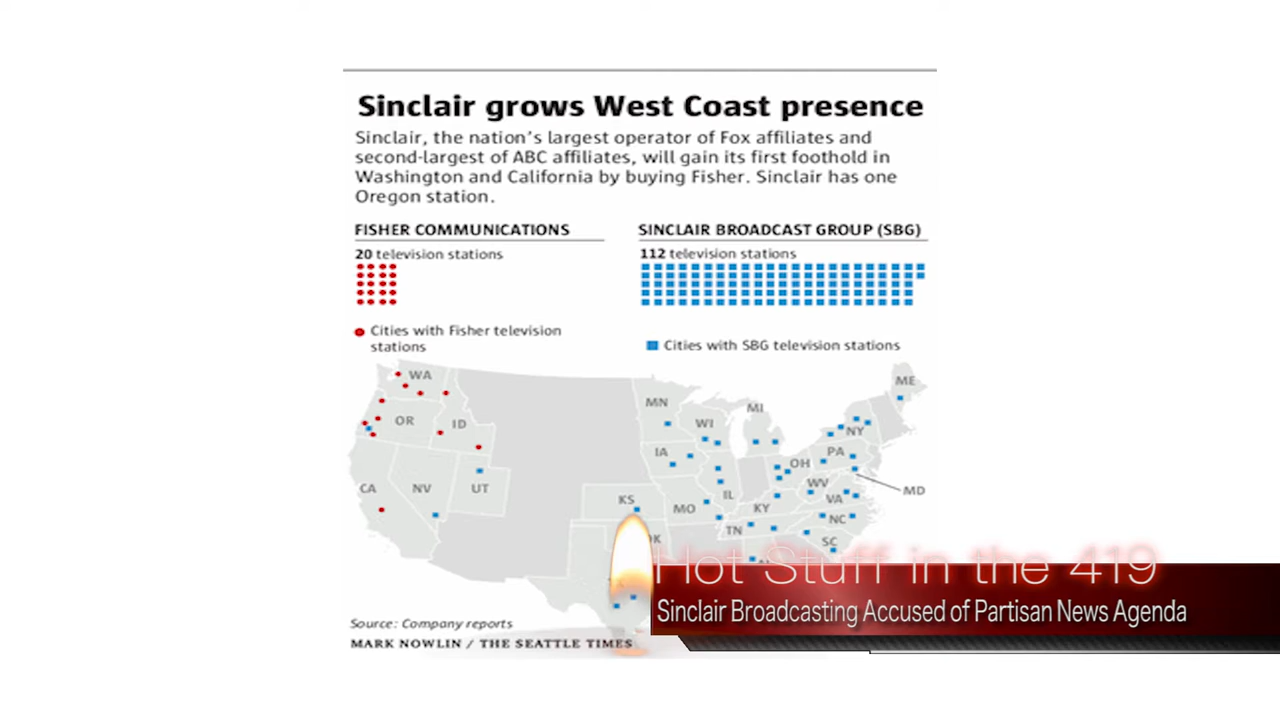 Sinclair grows West Coast presence
Sinclair, the nation's largest operator of Fox affiliates and
second-largest of ABC affiliates, will gain its first foothold in
Washington and California by buying Fisher. Sinclair has one
Oregon station.
FISHER COMMUNICATIONS
20 television stations
SINCLAIR BROADCAST GROUP (SBG)
112 television stations
Cities with Fisher television
stations
Cities with SBG television stations
WA
OR
ID
CA
NV
UT
KS
MN
IA
MO
WI
IL
MI
OH
KY
TN
WV
VA
NC
SC
PA
NY
ME
MD
Hot Stuff in the 419
Sinclair Broadcasting Accused of Partisan News Agenda
Source: Company reports
MARK NOWLIN / THE SEATTLE TIMES